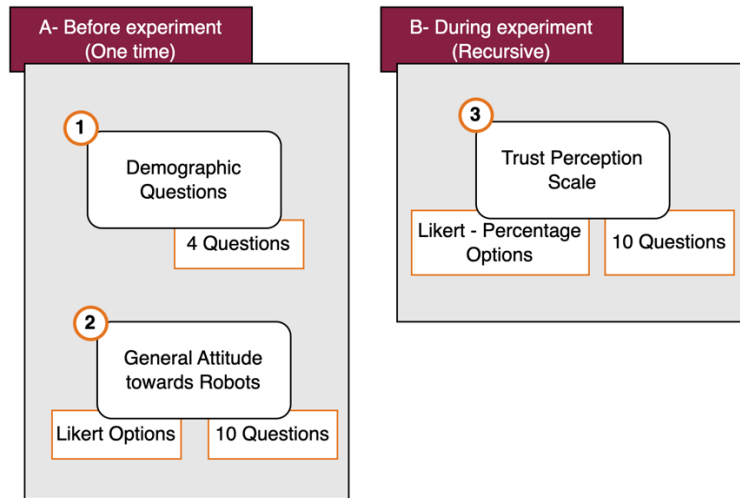 A- Before experiment
(One time)
1
Demographic
Questions
4 Questions
2
General Attitude
towards Robots
Likert Options
10 Questions
B- During experiment
(Recursive)
3
Trust Perception
Scale
Likert - Percentage
Options
10 Questions